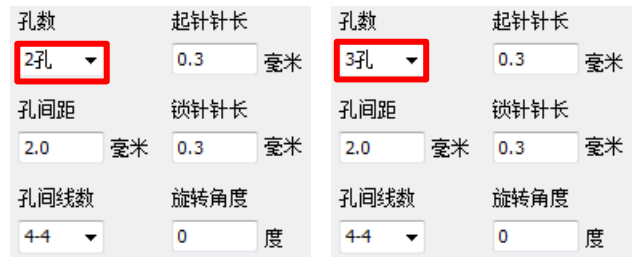 孔数 起针针长 孔数 起针针长
2孔 0.3 毫米 3孔 0.3 毫米
孔间距 锁针针长 孔间距 锁针针长
2.0 毫米 0.3 毫米 2.0 毫米 0.3 毫米
孔间线数 旋转角度 孔间线数 旋转角度
4-4 0 度 4-4 0 度